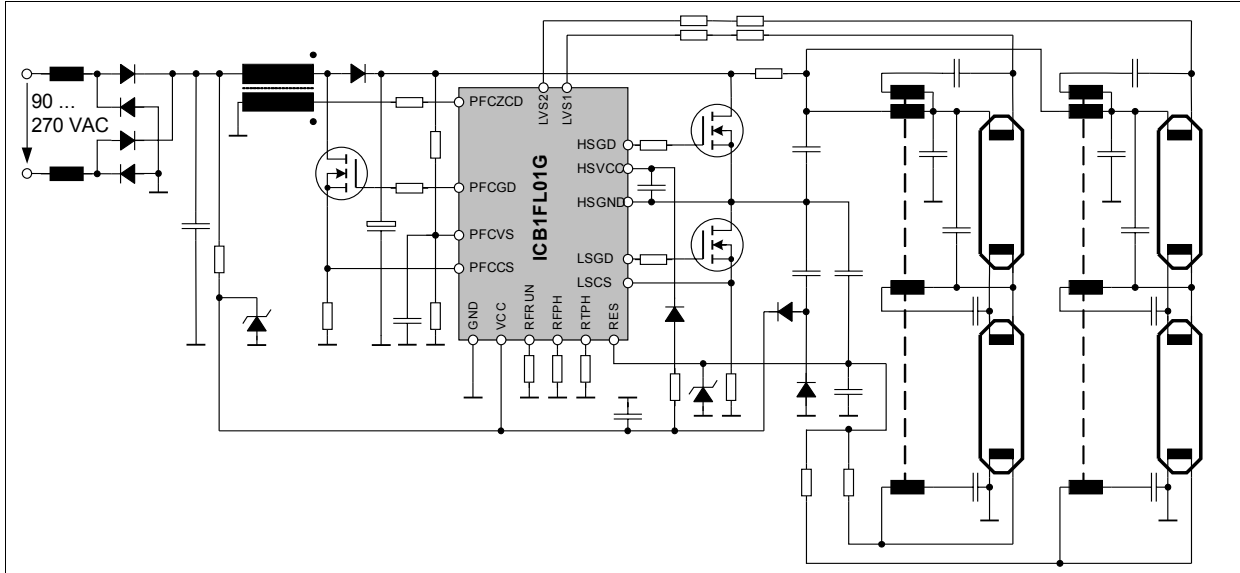 90 ...
270 VAC
PFCZCD
PFCGD
PFCVS
PFCCS
LVS2
LVS1
ICB1FL01G
HSGD
HSVCC
HSGND
LSGD
LSCS
GND
VCC
RFRUN
RFPH
RTPH
RES